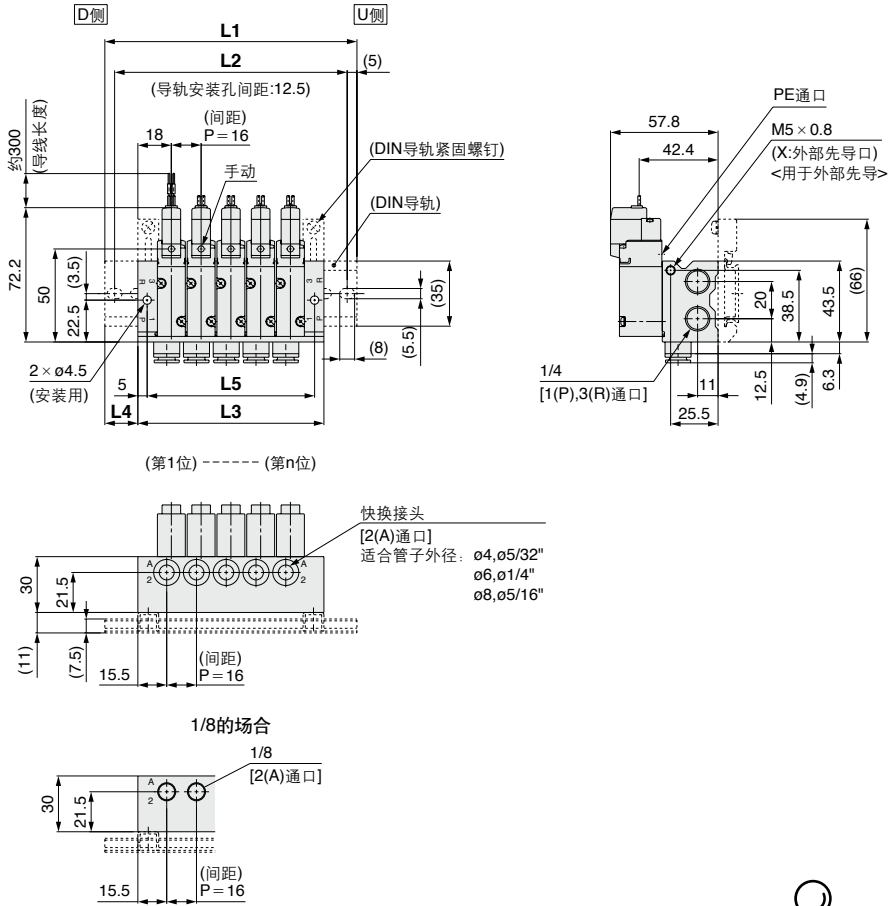 D侧
U侧
L1
L2
(5)
(导轨安装孔间距:12.5)
(间距)
18
P＝16
约300
(导线长度)
手动
(DIN导轨紧固螺钉)
(DIN导轨)
72.2
50
(3.5)
22.5
R
3
3
R
P
1
1
P
(35)
(5.5)
(8)
2×ø4.5
(安装用)
5
L5
L4
L3
57.8
42.4
PE通口
M5×0.8
(X:外部先导口)
<用于外部先导>
20
38.5
43.5
(66)
1/4
[1(P),3(R)通口]
11
25.5
12.5
(4.9)
6.3
(第1位) ------ (第n位)
快换接头
[2(A)通口]
适合管子外径: ø4,ø5/32"
ø6,ø1/4"
ø8,ø5/16"
A
2
A
2
30
21.5
(11)
(7.5)
(间距)
15.5
P＝16
1/8的场合
1/8
[2(A)通口]
A
2
30
21.5
(间距)
15.5
P＝16